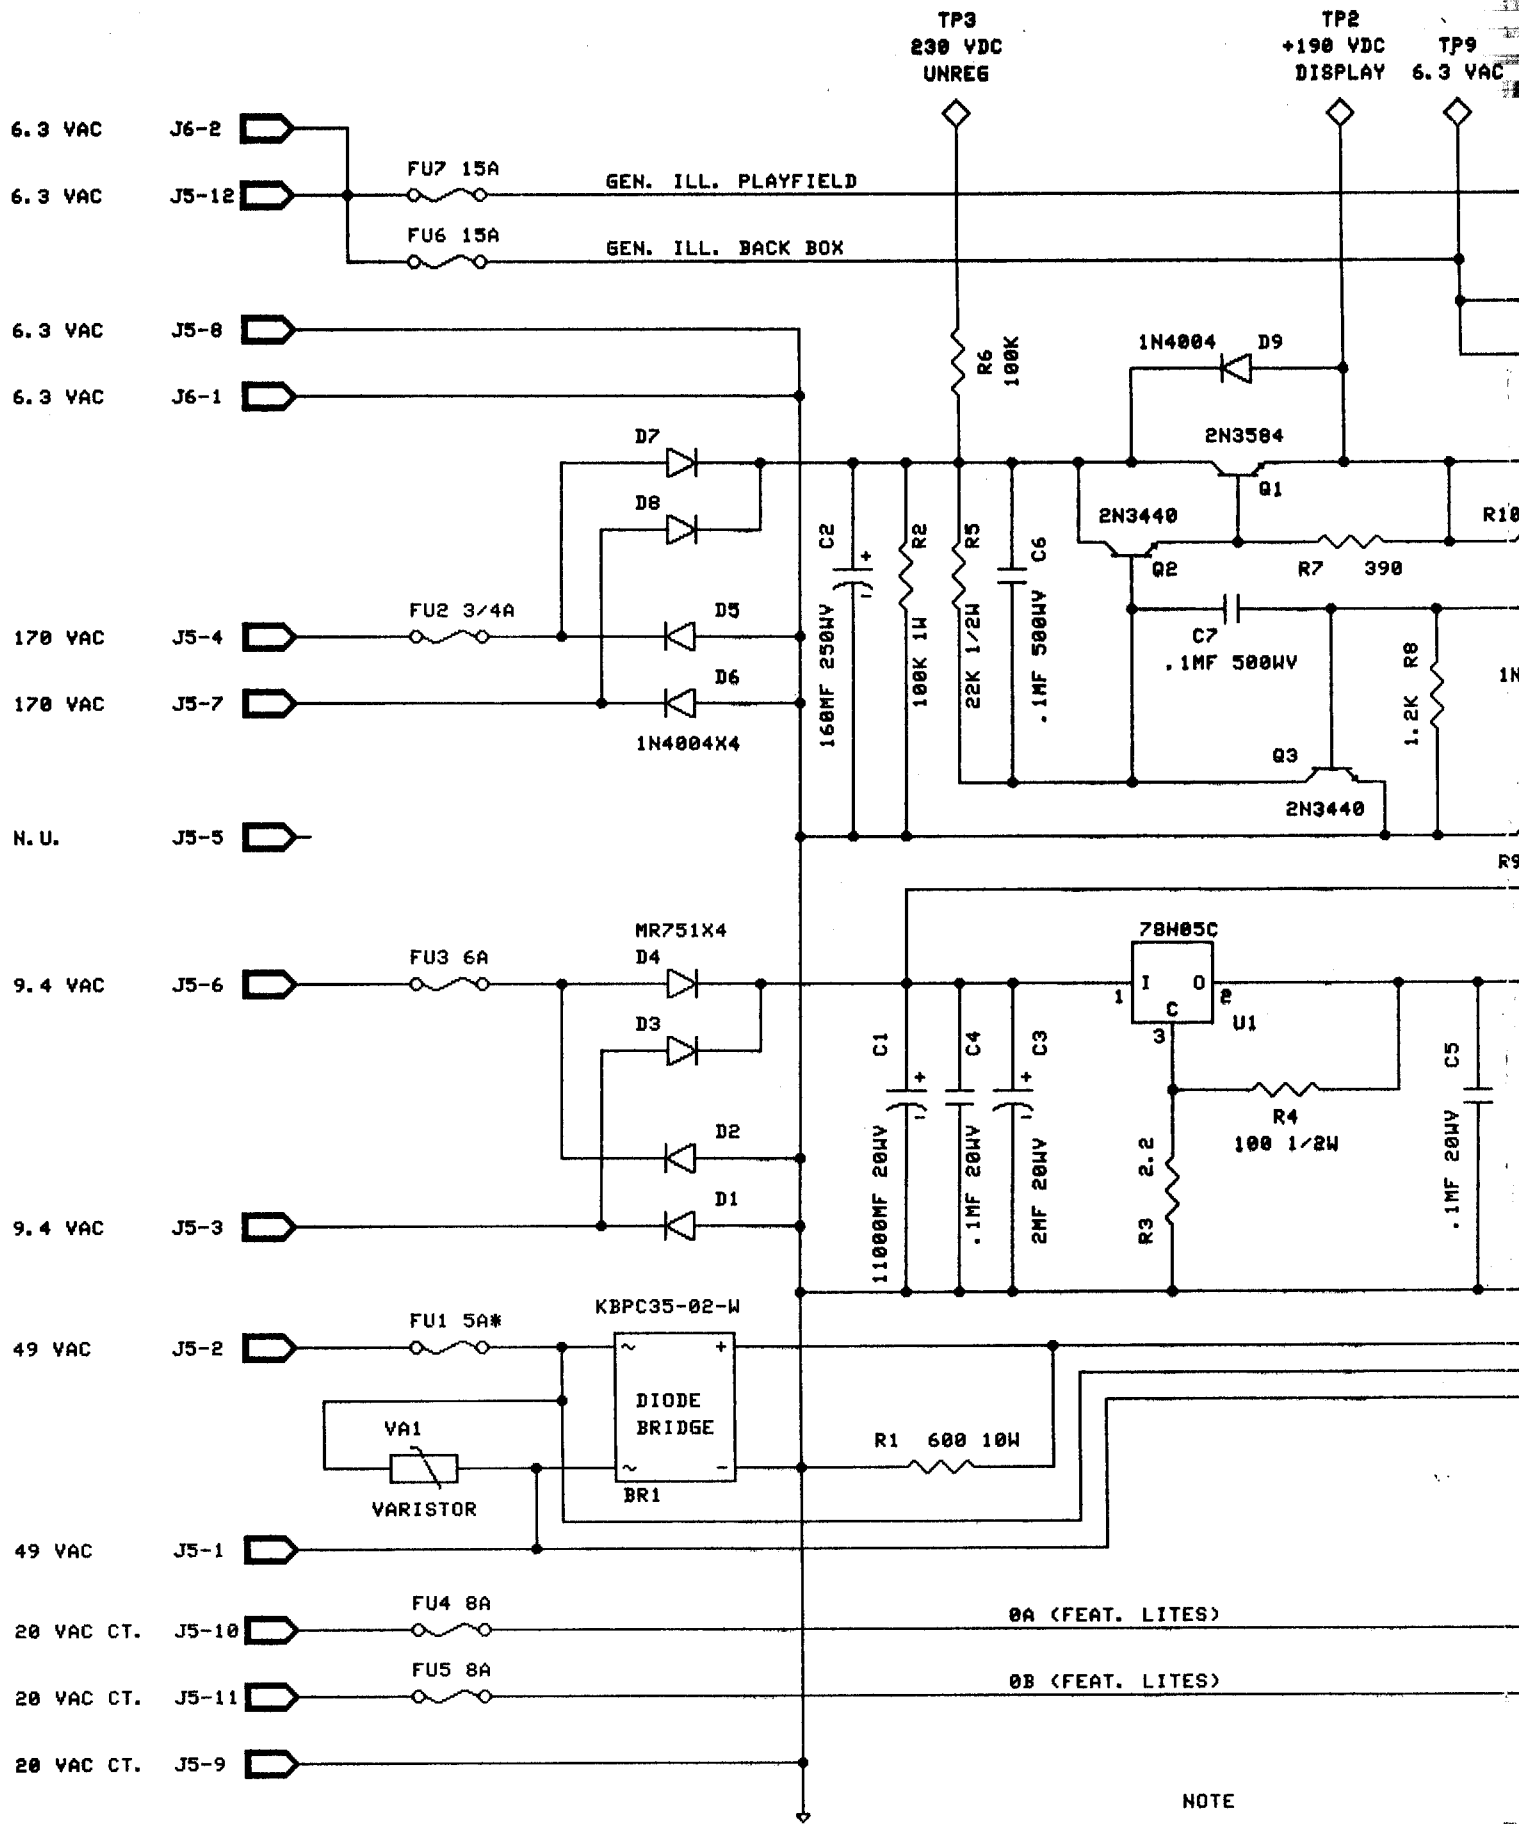 TP3
230 VDC
UNREG
TP2
+190 VDC
DISPLAY
TP9
6.3 VAC
6.3 VAC J6-2
FU7 15A
6.3 VAC J5-12
GEN. ILL. PLAYFIELD
FU6 15A
GEN. ILL. BACK BOX
6.3 VAC J5-8
R6
100K
1N4004 D9
6.3 VAC J6-1
D7
2N3584
Q1
D8
2N3440
R10
C2
+
-
160MF 250WV
R2
100K 1W
R5
22K 1/2W
C6
.1MF 500WV
Q2
R7 390
FU2 3/4A
D5
170 VAC J5-4
C7
.1MF 500WV
R8
1.2K
1N
D6
170 VAC J5-7
1N4004X4
Q3
2N3440
N.U. J5-5
R9
MR751X4
78H05C
FU3 6A
D4
9.4 VAC J5-6
1 I O 2
C
3
U1
D3
C1
+
-
11000MF 20WV
C4
.1MF 20WV
C3
+
-
2MF 20WV
C5
.1MF 20WV
R4
100 1/2W
D2
2.2
R3
D1
9.4 VAC J5-3
KBPC35-02-W
FU1 5A*
49 VAC J5-2
~ +
DIODE
BRIDGE
~ -
BR1
VA1
VARISTOR
R1 600 10W
49 VAC J5-1
FU4 8A
0A (FEAT. LITES)
20 VAC CT. J5-10
FU5 8A
0B (FEAT. LITES)
20 VAC CT. J5-11
20 VAC CT. J5-9
NOTE